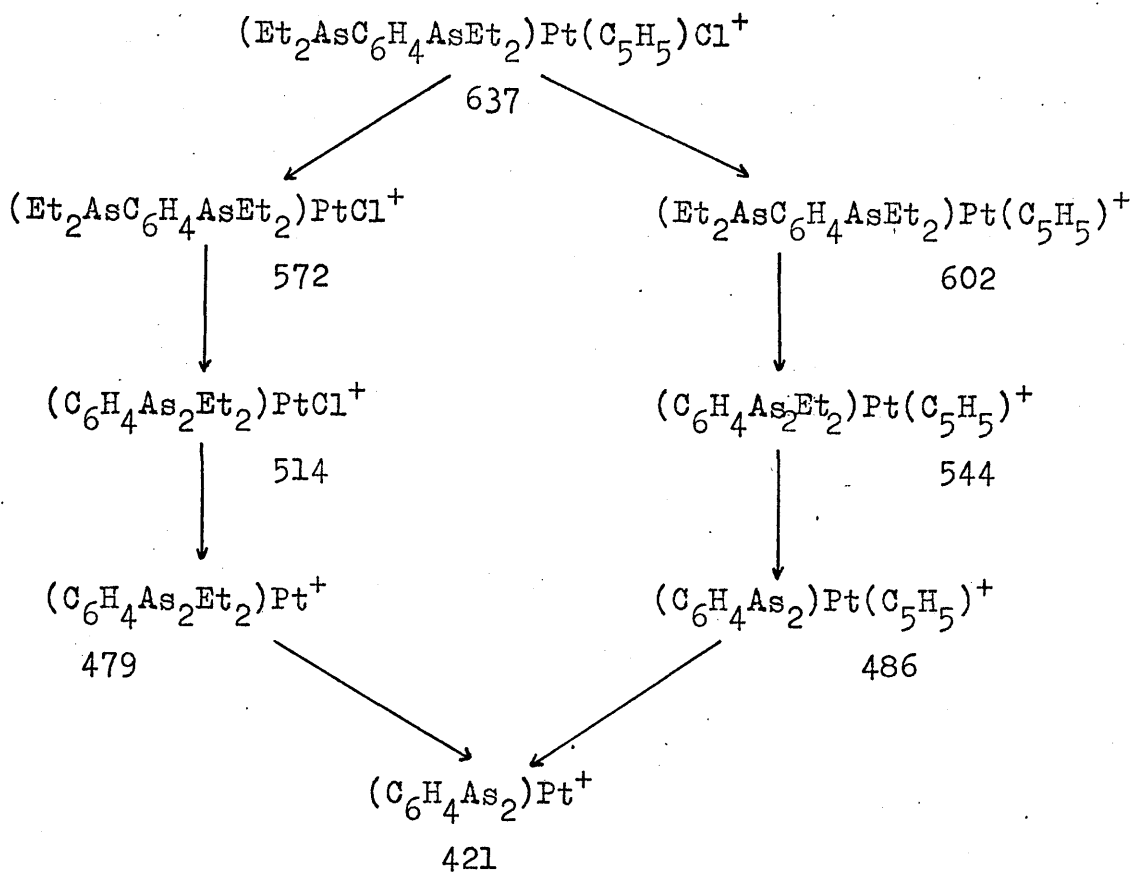 (Et₂AsC₆H₄AsEt₂)Pt(C₅H₅)Cl⁺
637
(Et₂AsC₆H₄AsEt₂)PtCl⁺
(Et₂AsC₆H₄AsEt₂)Pt(C₅H₅)⁺
572
602
(C₆H₄As₂Et₂)PtCl⁺
(C₆H₄As₂Et₂)Pt(C₅H₅)⁺
514
544
(C₆H₄As₂Et₂)Pt⁺
(C₆H₄As₂)Pt(C₅H₅)⁺
479
486
(C₆H₄As₂)Pt⁺
421